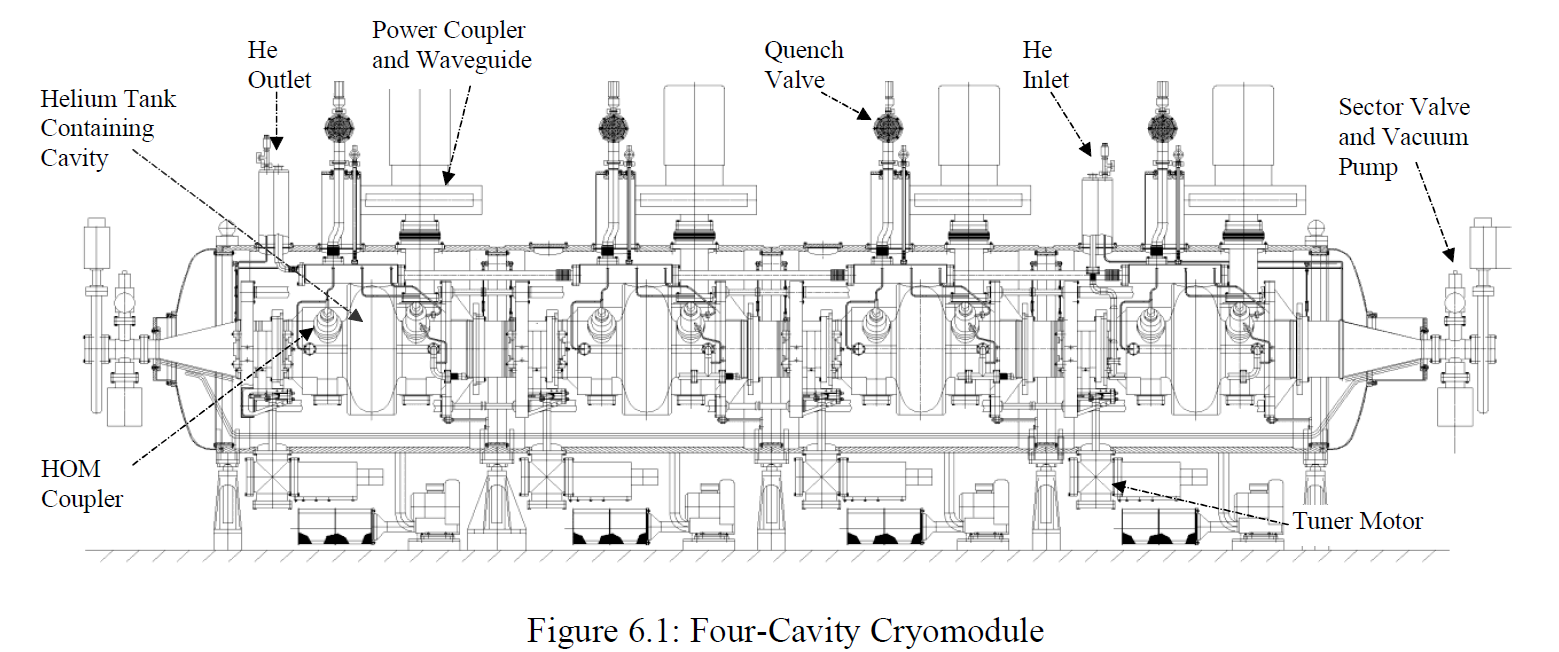 He
Outlet
Power Coupler
and Waveguide
Quench
Valve
He
Inlet
Helium Tank
Containing
Cavity
Sector Valve
and Vacuum
Pump
HOM
Coupler
Tuner Motor
Figure 6.1: Four-Cavity Cryomodule